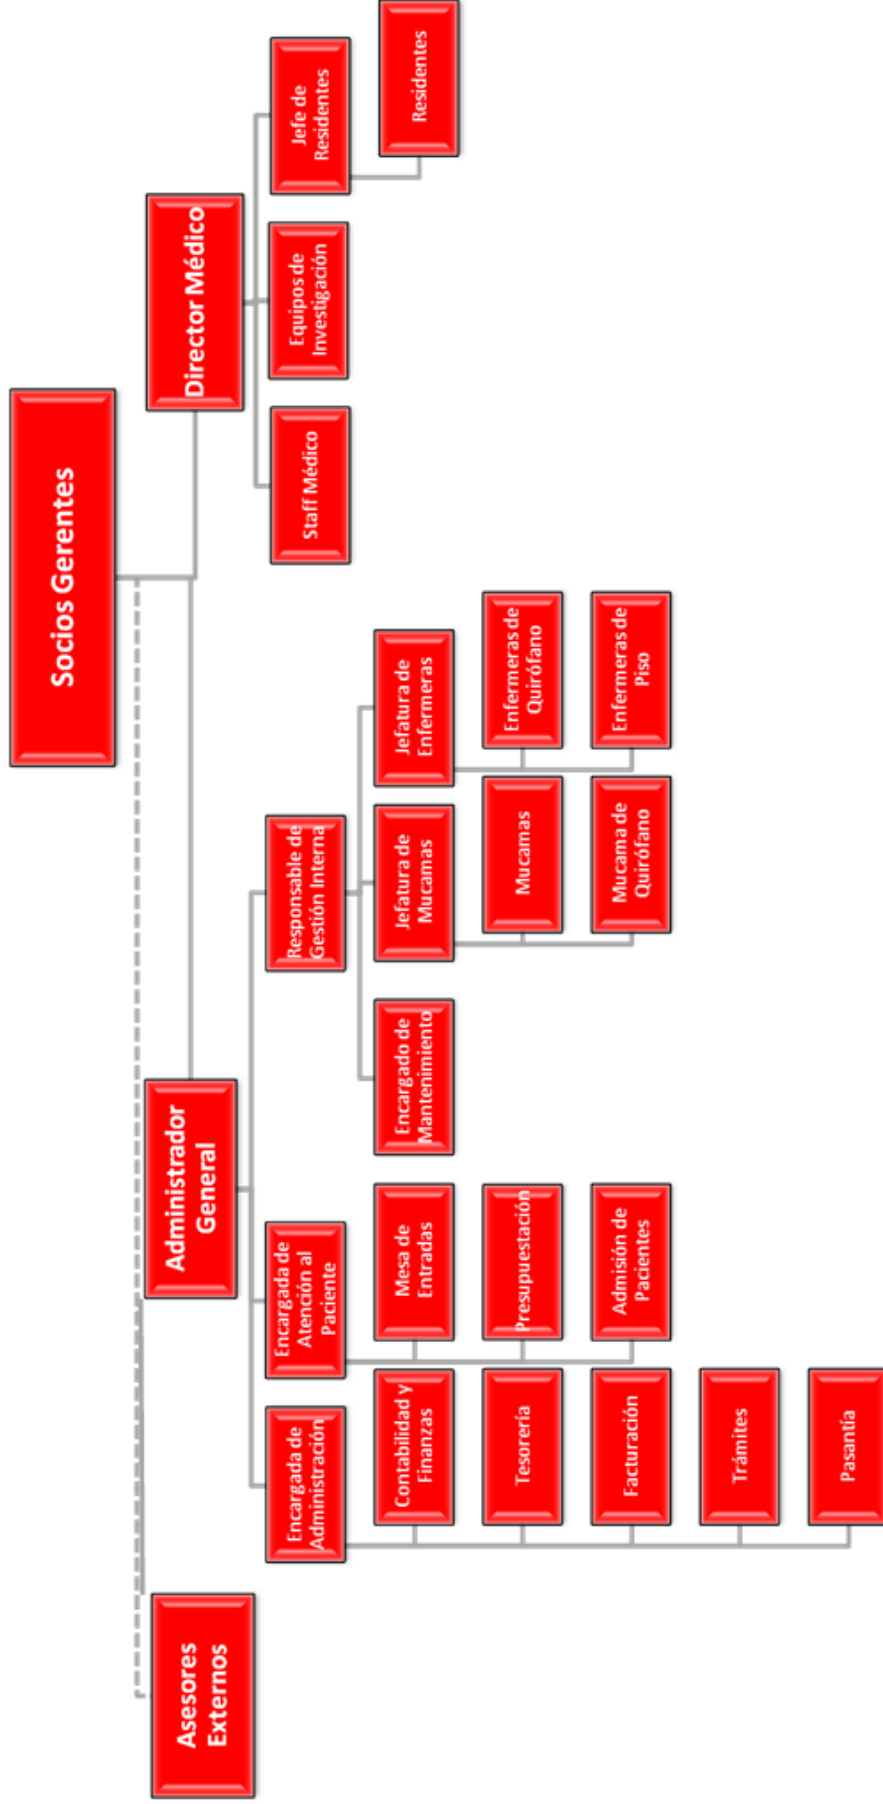 Socios Gerentes
Asesores
Externos
Administrador
General
Director Médico
Encargada de
Administración
Encargada de
Atención al
Paciente
Responsable de
Gestión Interna
Staff Médico
Equipos de
Investigación
Jefe de
Residentes
Contabilidad y
Finanzas
Tesorería
Facturación
Trámites
Pasantía
Mesa de
Entradas
Presupuestación
Admisión de
Pacientes
Encargado de
Mantenimiento
Jefatura de
Mucamas
Mucamas
Mucama de
Quirófano
Jefatura de
Enfermeras
Enfermeras de
Quirófano
Enfermeras de
Piso
Residentes